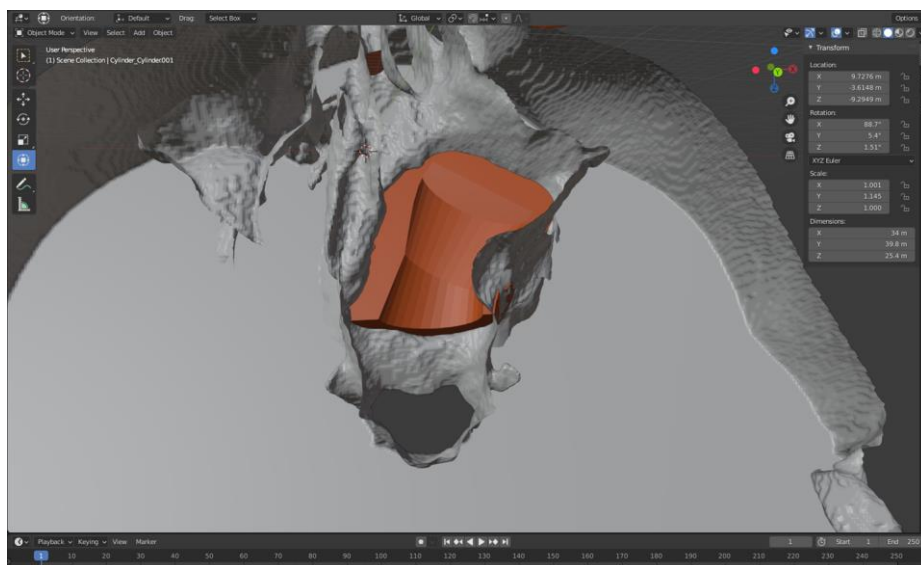 Orientation: Default Drag: Select Box Global Options
Object Mode View Select Add Object
User Perspective
(1) Scene Collection | Cylinder_Cylinder.001
X
Y
Z
Transform
Location:
X 9.7276 m
Y -3.6148 m
Z -9.2949 m
Rotation:
X 88.7°
Y 5.4°
Z 1.51°
XYZ Euler
Scale:
X 1.001
Y 1.145
Z 1.000
Dimensions:
X 34 m
Y 39.8 m
Z 25.4 m
Playback Keying View Marker 1 Start 1 End 250
1 10 20 30 40 50 60 70 80 90 100 110 120 130 140 150 160 170 180 190 200 210 220 230 240 250